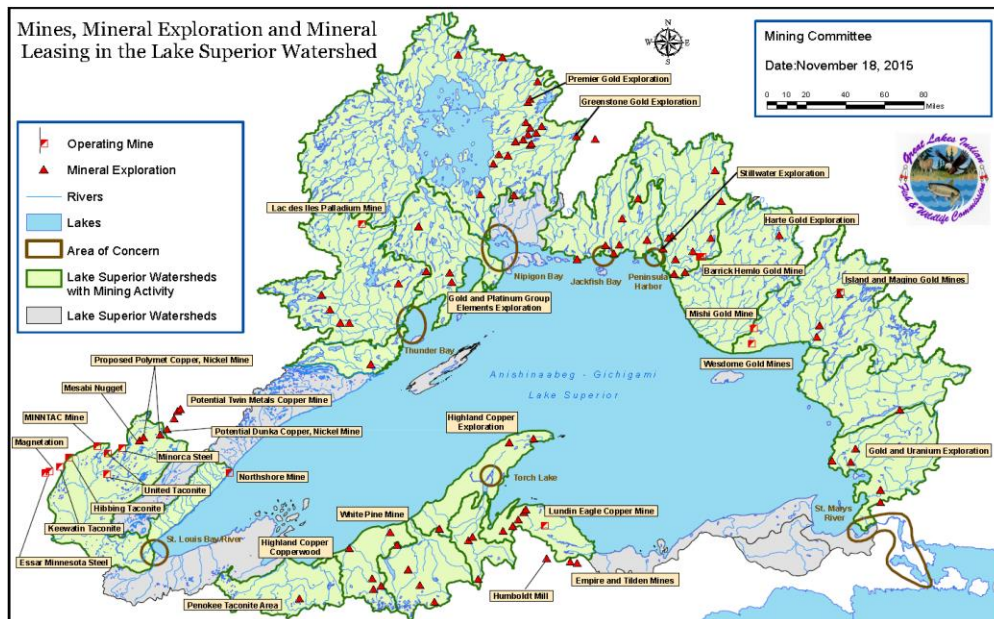 Mines, Mineral Exploration and Mineral
Leasing in the Lake Superior Watershed
N
W
E
S
Mining Committee
Date:November 18, 2015
0 5 10 20 40 60 80
Miles
Operating Mine
Mineral Exploration
Rivers
Lakes
Area of Concern
Lake Superior Watersheds
with Mining Activity
Lake Superior Watersheds
Great Lakes Indian
Fish & Wildlife Commission
Premier Gold Exploration
Greenstone Gold Exploration
Stillwater Exploration
Lac des Iles Palladium Mine
Harte Gold Exploration
Nipigon Bay
Jackfish Bay
Peninsula
Harbor
Barrick Hemlo Gold Mine
Island and Magino Gold Mines
Gold and Platinum Group
Elements Exploration
Mishi Gold Mine
Thunder Bay
Wesdome Gold Mines
Proposed Polymet Copper, Nickel Mine
Mesabi Nugget
Anishinaabeg - Gichigami
Lake Superior
Potential Twin Metals Copper Mine
MINNTAC Mine
Highland Copper
Exploration
Potential Dunka Copper, Nickel Mine
Magnetation
Minorca Steel
Gold and Uranium Exploration
United Taconite
Northshore Mine
Torch Lake
Hibbing Taconite
Lundin Eagle Copper Mine
White Pine Mine
St. Marys
River
Keewatin Taconite
St. Louis Bay/River
Highland Copper
Copperwood
Essar Minnesota Steel
Empire and Tilden Mines
Humboldt Mill
Penokee Taconite Area